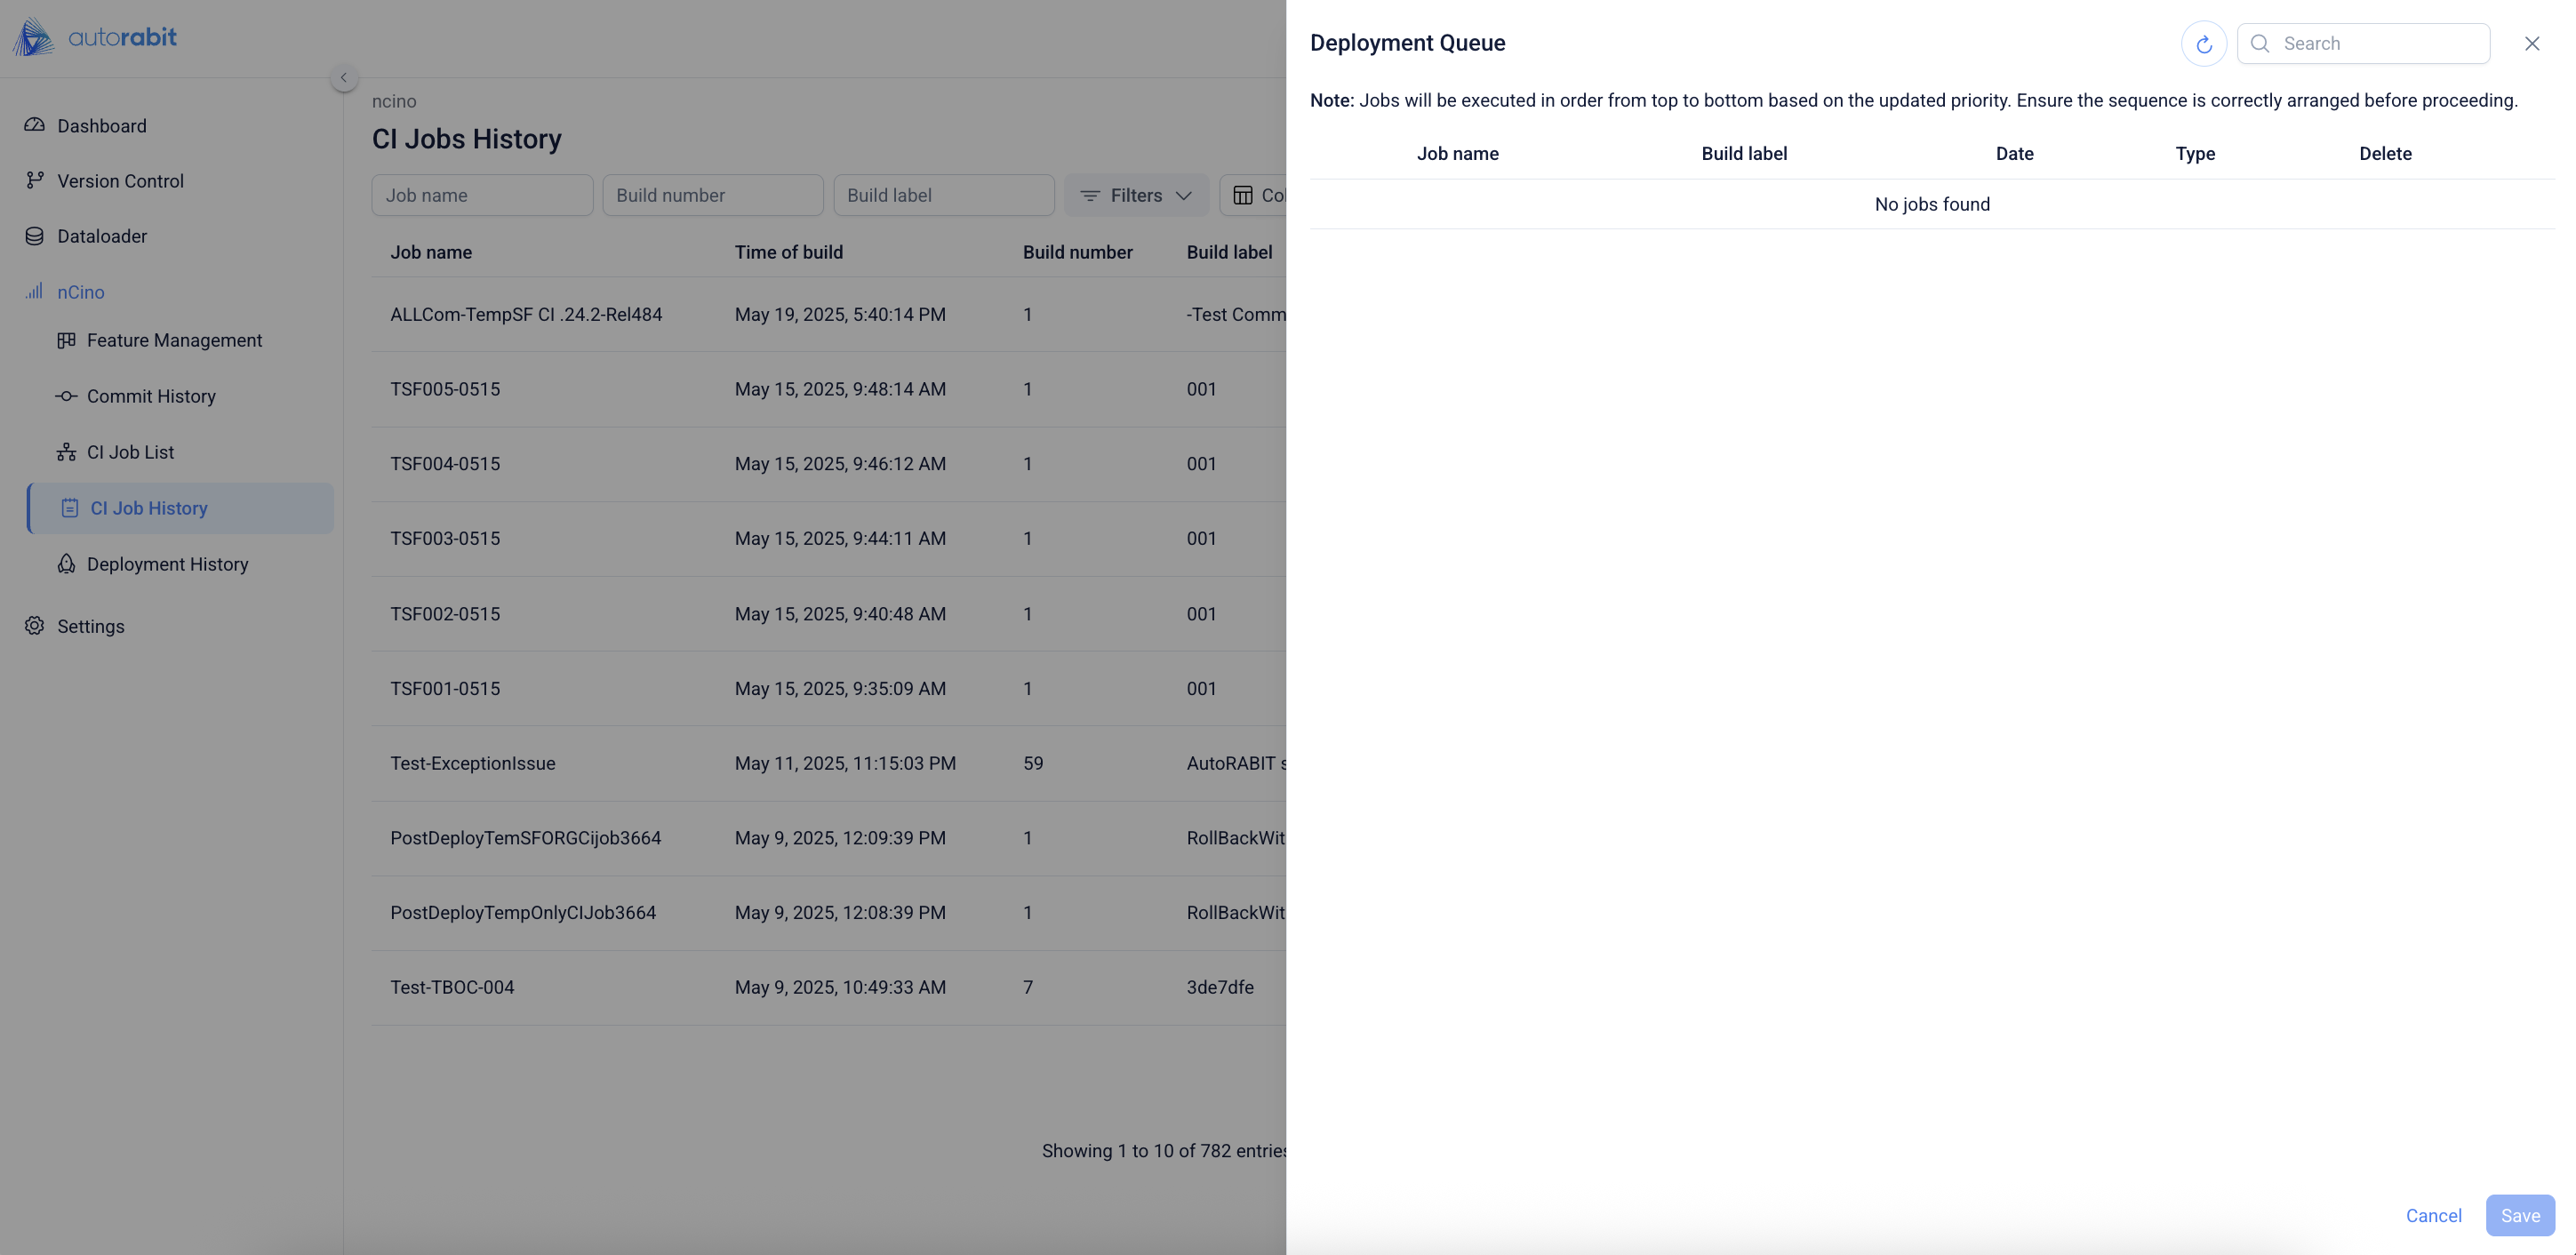 autorabit
Dashboard
Version Control
Dataloader
nCino
Feature Management
Commit History
CI Job List
CI Job History
Deployment History
Settings
ncino
CI Jobs History
Job name Build number Build label Filters Col
Job name Time of build Build number Build label
ALLCom-TempSF CI .24.2-Rel484 May 19, 2025, 5:40:14 PM 1 -Test Comm
TSF005-0515 May 15, 2025, 9:48:14 AM 1 001
TSF004-0515 May 15, 2025, 9:46:12 AM 1 001
TSF003-0515 May 15, 2025, 9:44:11 AM 1 001
TSF002-0515 May 15, 2025, 9:40:48 AM 1 001
TSF001-0515 May 15, 2025, 9:35:09 AM 1 001
Test-ExceptionIssue May 11, 2025, 11:15:03 PM 59 AutoRABIT s
PostDeployTemSFORGCijob3664 May 9, 2025, 12:09:39 PM 1 RollBackWit
PostDeployTempOnlyCIJob3664 May 9, 2025, 12:08:39 PM 1 RollBackWit
Test-TBOC-004 May 9, 2025, 10:49:33 AM 7 3de7dfe
Showing 1 to 10 of 782 entries
Deployment Queue
Search
Note: Jobs will be executed in order from top to bottom based on the updated priority. Ensure the sequence is correctly arranged before proceeding.
Job name Build label Date Type Delete
No jobs found
Cancel Save